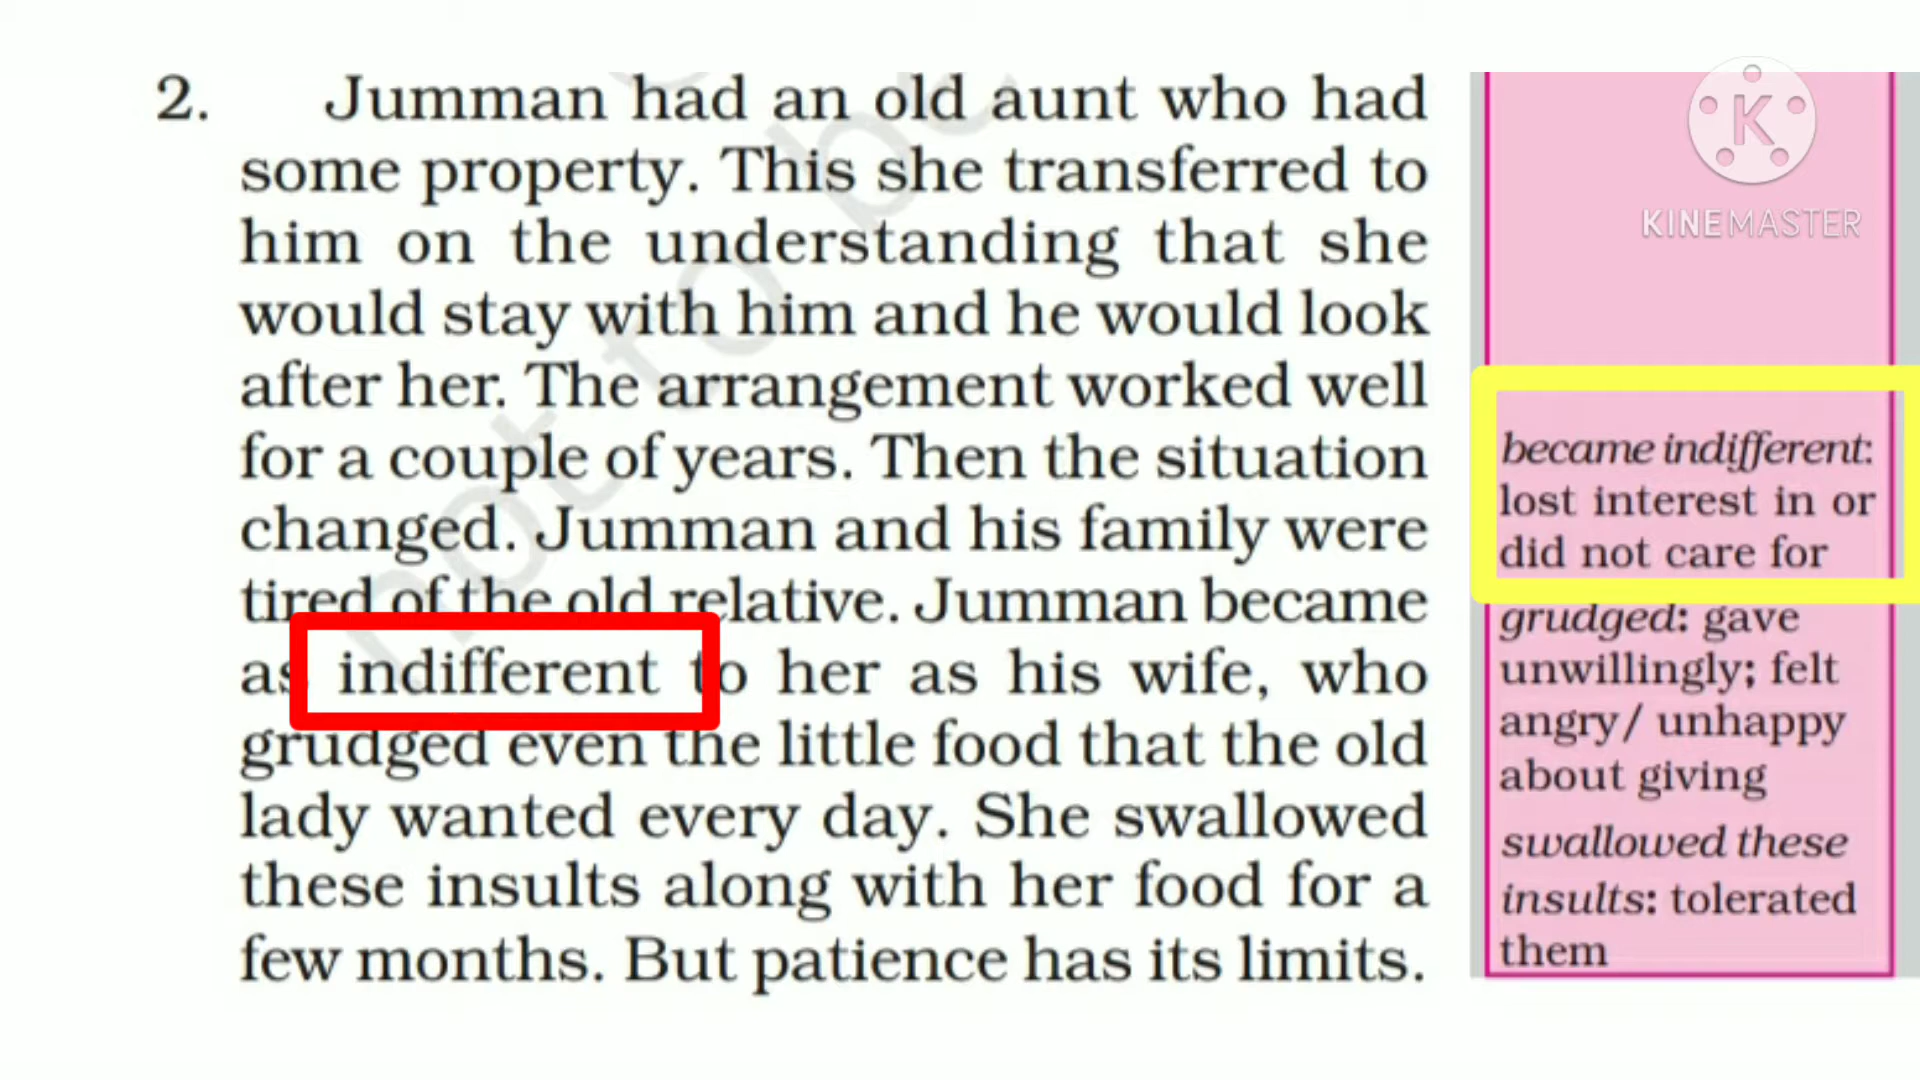 2. Jumman had an old aunt who had
some property. This she transferred to
him on the understanding that she
would stay with him and he would look
after her. The arrangement worked well
for a couple of years. Then the situation
changed. Jumman and his family were
tired of the old relative. Jumman became
as indifferent to her as his wife, who
grudged even the little food that the old
lady wanted every day. She swallowed
these insults along with her food for a
few months. But patience has its limits.
K
KINEMASTER
became indifferent:
lost interest in or
did not care for
grudged: gave
unwillingly; felt
angry/ unhappy
about giving
swallowed these
insults: tolerated
them
not to be